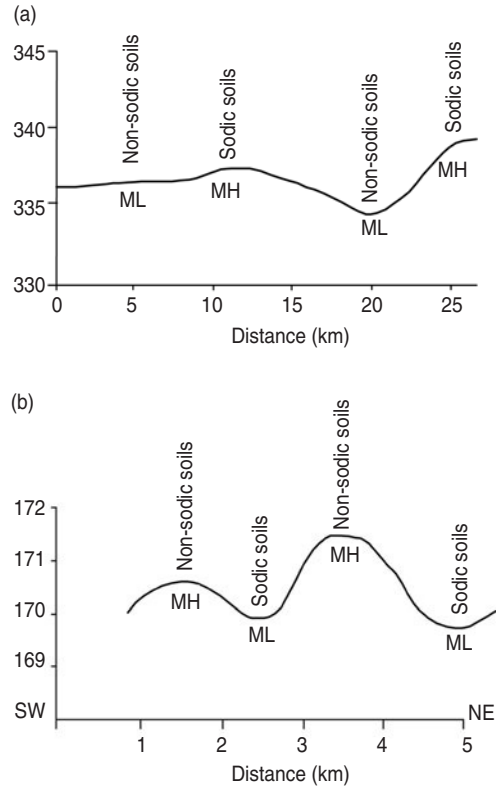 (a)
345
340
335
330
Non-sodic soils
Sodic soils
Non-sodic soils
Sodic soils
ML
MH
ML
MH
0 5 10 15 20 25
Distance (km)
(b)
172
171
170
169
Non-sodic soils
Sodic soils
Non-sodic soils
Sodic soils
MH
ML
MH
ML
SW
NE
1 2 3 4 5
Distance (km)